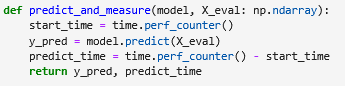 def predict_and_measure(model, X_eval: np.ndarray):
    start_time = time.perf_counter()
    y_pred = model.predict(X_eval)
    predict_time = time.perf_counter() - start_time
    return y_pred, predict_time